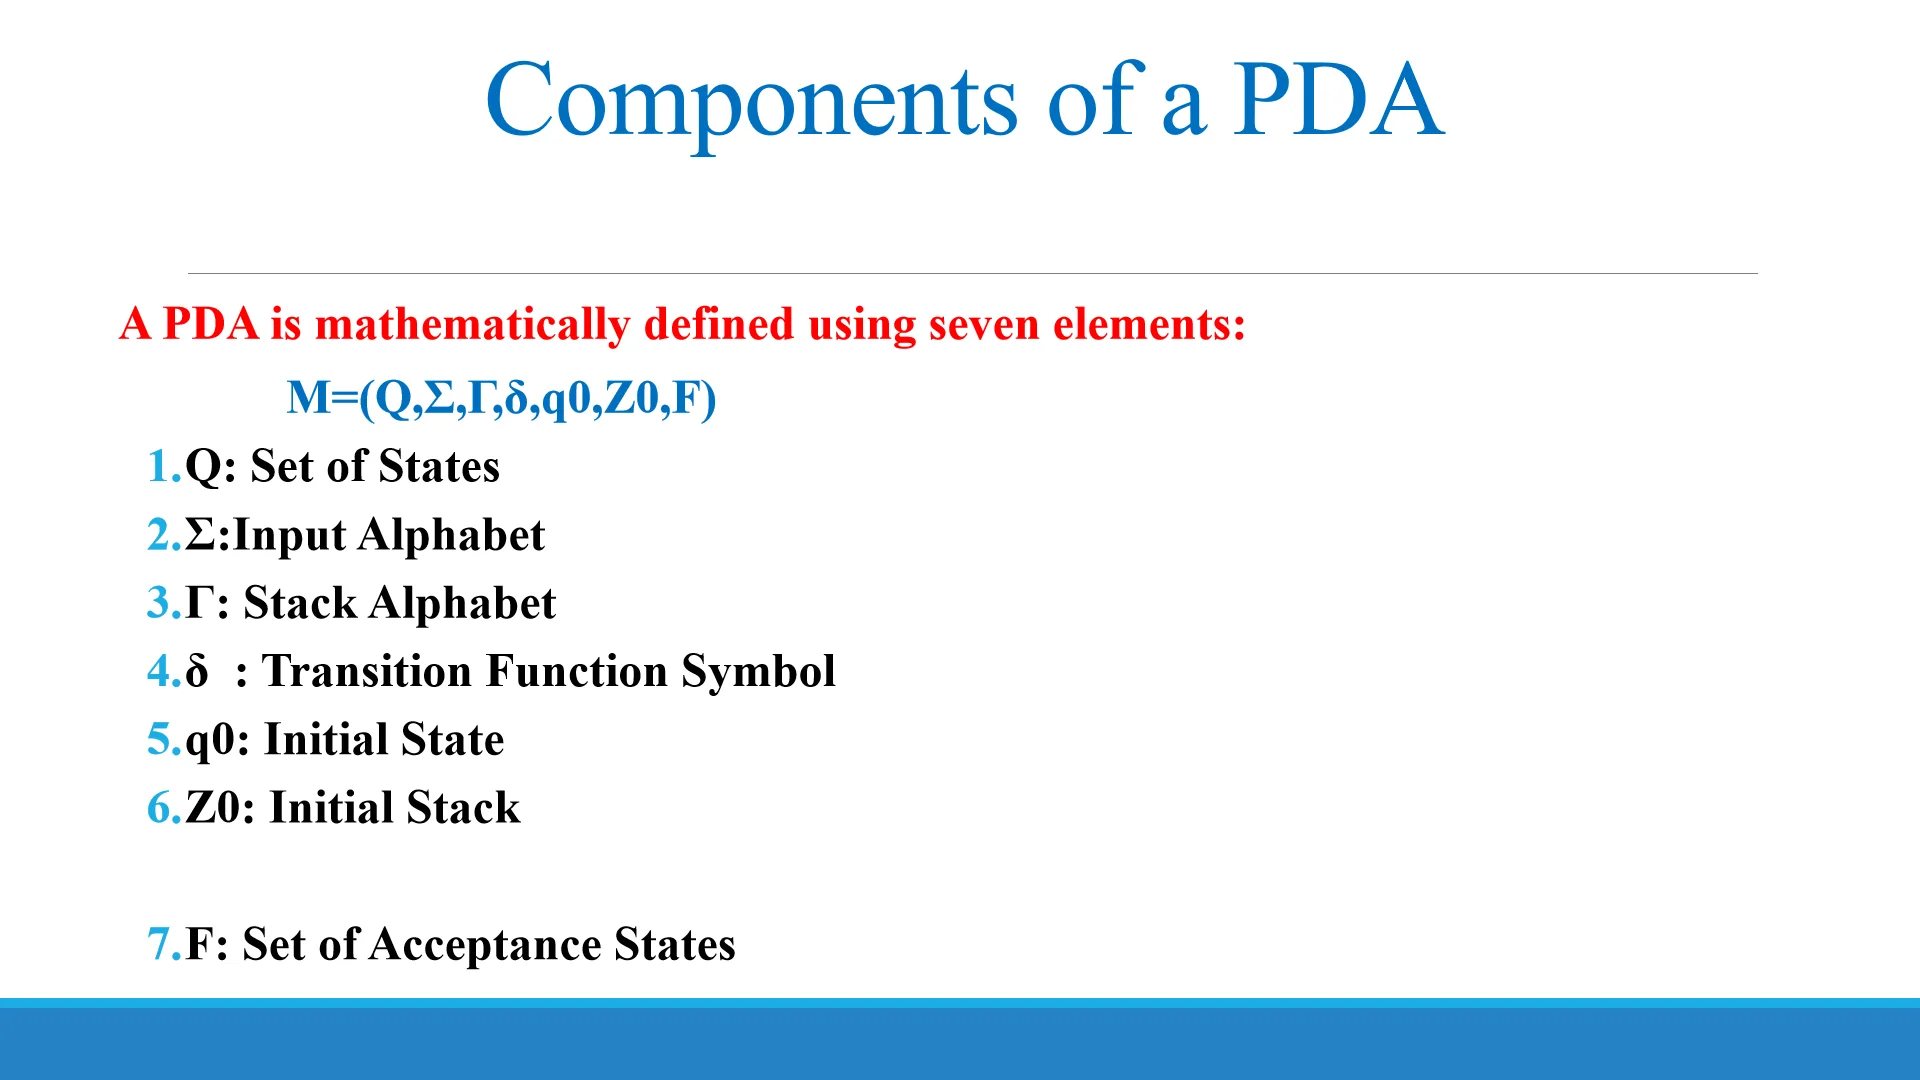 Components of a PDA
A PDA is mathematically defined using seven elements:
M=(Q,Σ,Γ,δ,q0,Z0,F)
1.Q: Set of States
2.Σ:Input Alphabet
3.Γ: Stack Alphabet
4.δ : Transition Function Symbol
5.q0: Initial State
6.Z0: Initial Stack
7.F: Set of Acceptance States